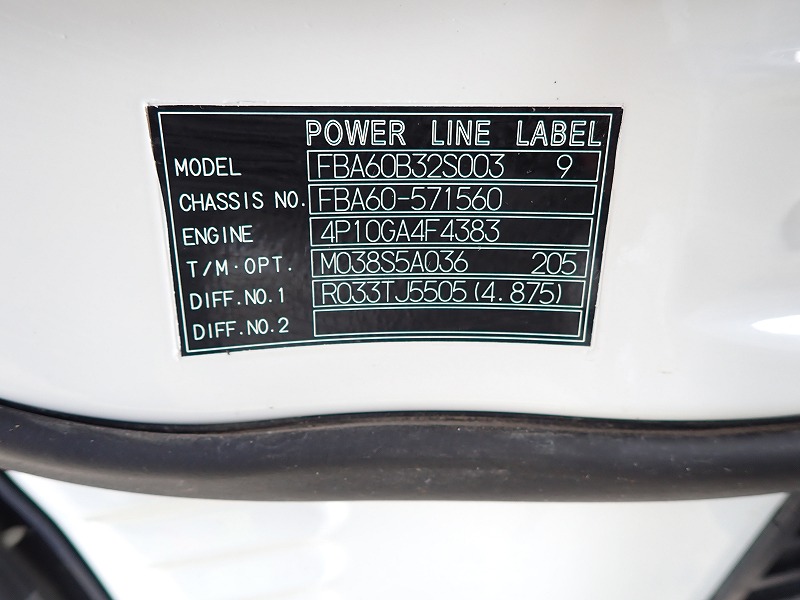 POWER LINE LABEL
MODEL FBA60B32S003 9
CHASSIS NO. FBA60-571560
ENGINE 4P10GA4F4383
T/M·OPT. M038S5A036 205
DIFF.NO.1 R033TJ5505(4.875)
DIFF.NO.2